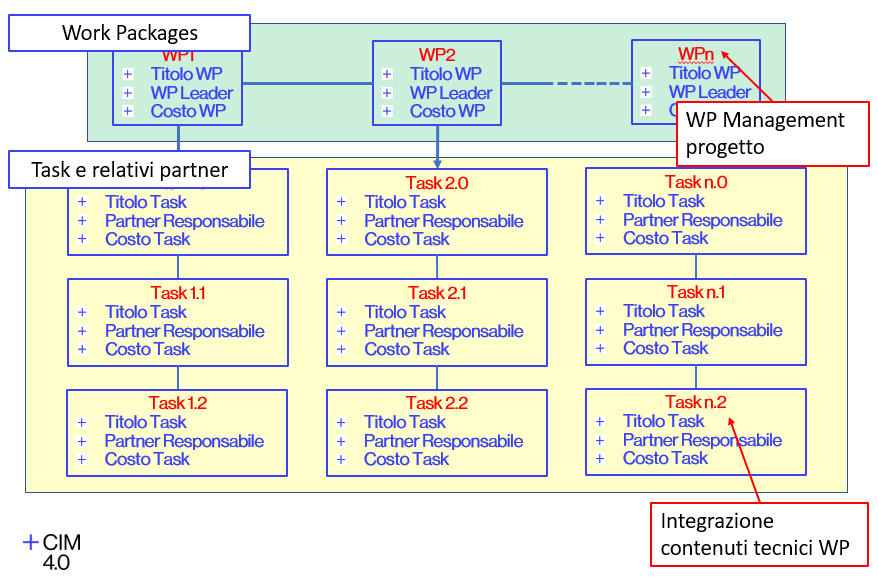 Work Packages
WP1
+ Titolo WP
+ WP Leader
+ Costo WP
WP2
+ Titolo WP
+ WP Leader
+ Costo WP
WPn
+ Titolo WP
+ WP Leader
+
WP Management
progetto
Task e relativi partner
+ Titolo Task
+ Partner Responsabile
+ Costo Task
Task 2.0
+ Titolo Task
+ Partner Responsabile
+ Costo Task
Task n.0
+ Titolo Task
+ Partner Responsabile
+ Costo Task
Task 1.1
+ Titolo Task
+ Partner Responsabile
+ Costo Task
Task 2.1
+ Titolo Task
+ Partner Responsabile
+ Costo Task
Task n.1
+ Titolo Task
+ Partner Responsabile
+ Costo Task
Task 1.2
+ Titolo Task
+ Partner Responsabile
+ Costo Task
Task 2.2
+ Titolo Task
+ Partner Responsabile
+ Costo Task
Task n.2
+ Titolo Task
+ Partner Responsabile
+ Costo Task
Integrazione
contenuti tecnici WP
+ CIM
4.0